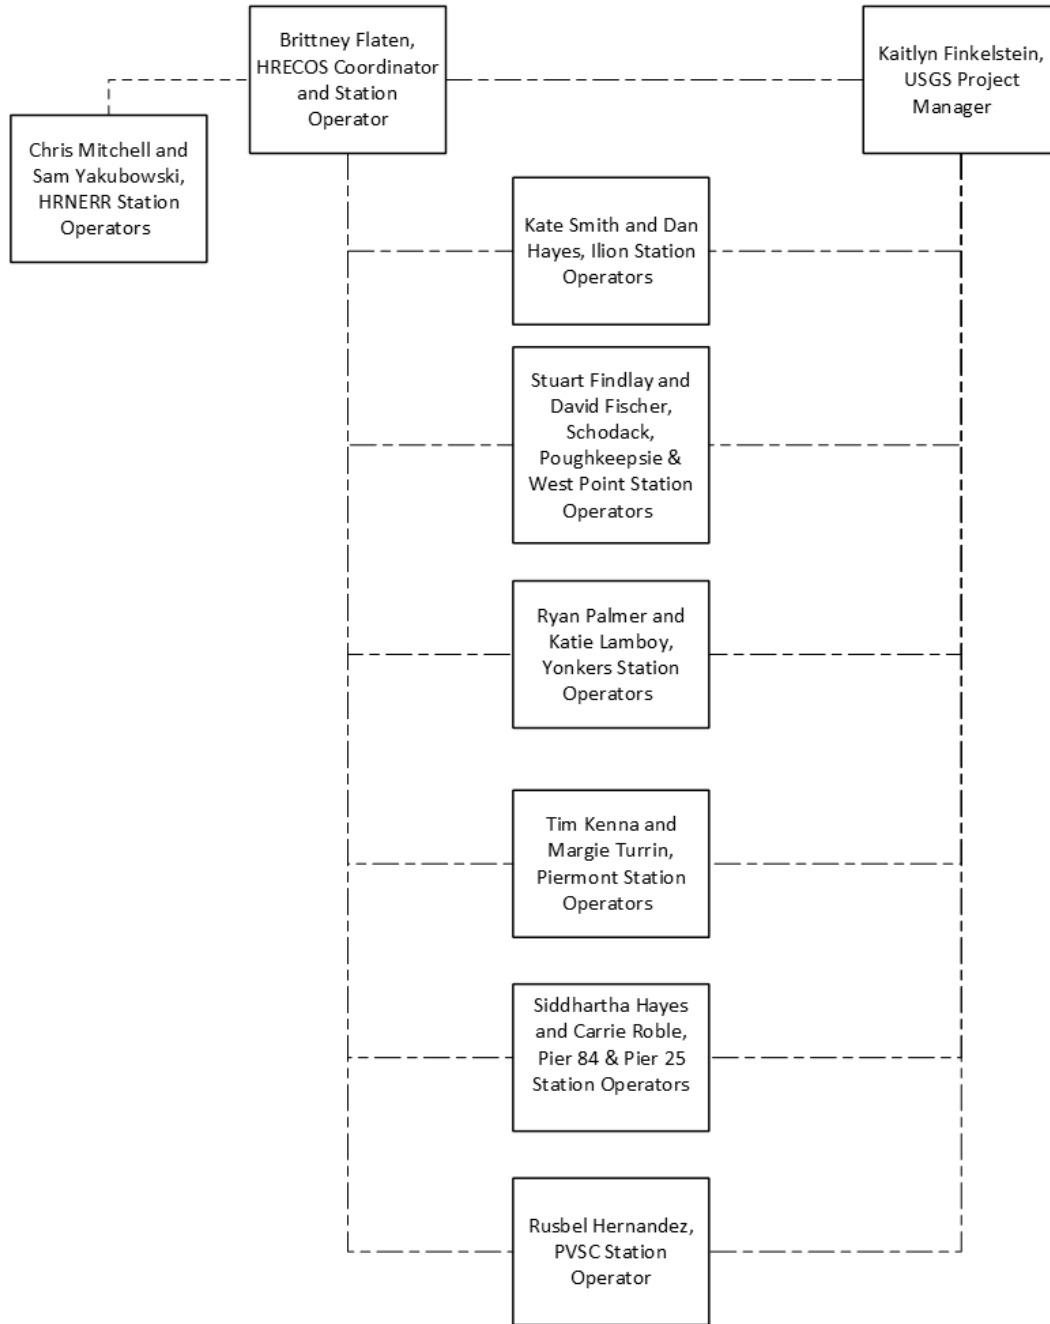 Brittney Flaten,
HRECOS Coordinator
and Station
Operator
Kaitlyn Finkelstein,
USGS Project
Manager
Chris Mitchell and
Sam Yakubowski,
HRNERR Station
Operators
Kate Smith and Dan
Hayes, Ilion Station
Operators
Stuart Findlay and
David Fischer,
Schodack,
Poughkeepsie &
West Point Station
Operators
Ryan Palmer and
Katie Lamboy,
Yonkers Station
Operators
Tim Kenna and
Margie Turrin,
Piermont Station
Operators
Siddhartha Hayes
and Carrie Roble,
Pier 84 & Pier 25
Station Operators
Rusbel Hernandez,
PVSC Station
Operator